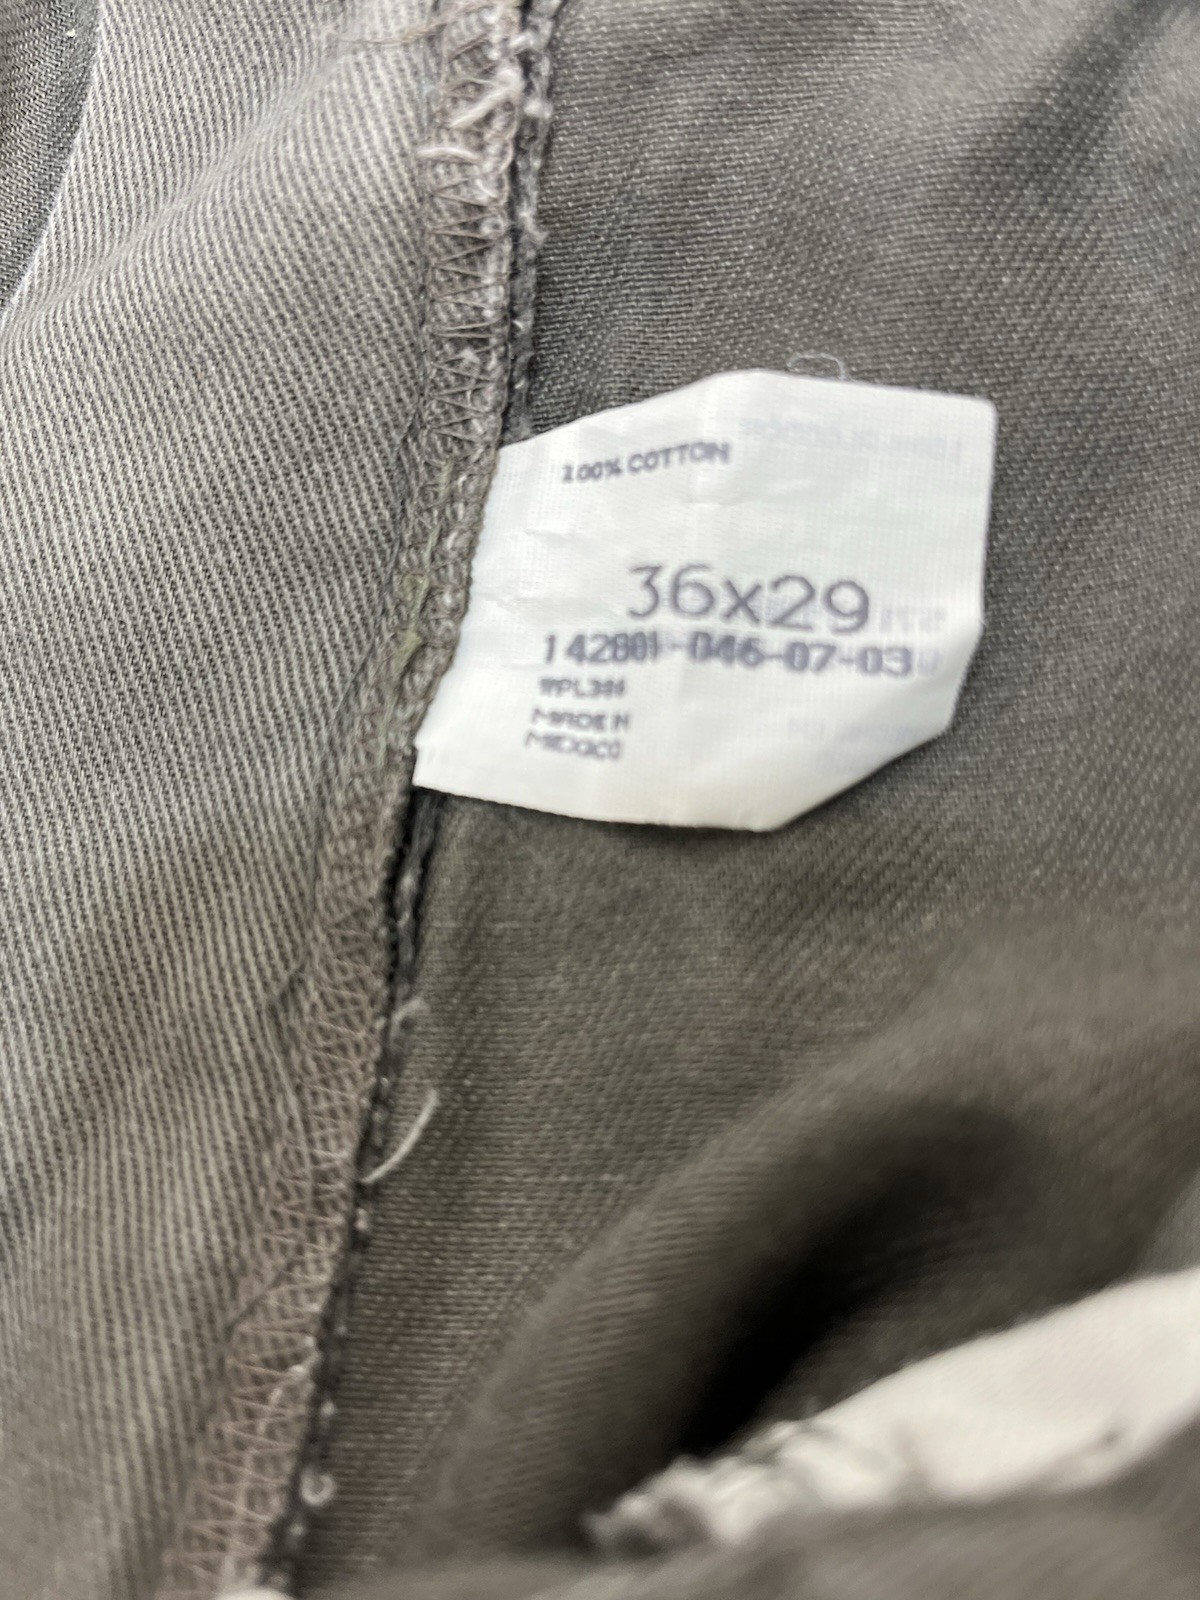 100% COTTON
36x29
142801-046-07-03
MADE IN
MEXICO